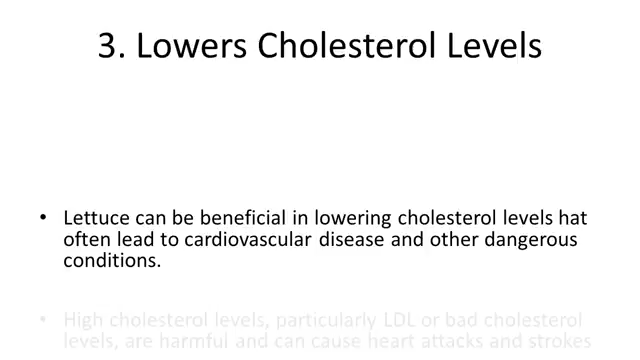 3. Lowers Cholesterol Levels
• Lettuce can be beneficial in lowering cholesterol levels hat
often lead to cardiovascular disease and other dangerous
conditions.
• High cholesterol levels, particularly LDL or bad cholesterol
levels, are harmful and can cause heart attacks and strokes